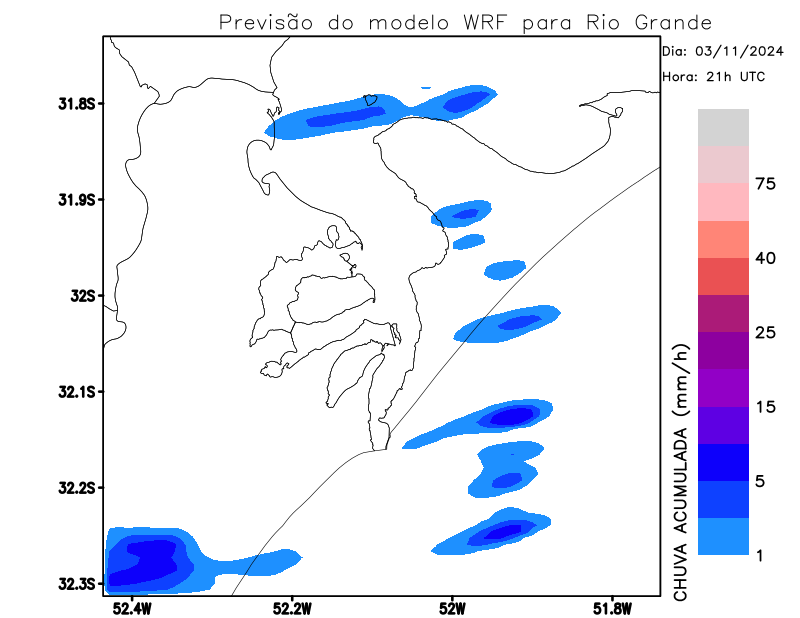 Previsão do modelo WRF para Rio Grande
Dia: 03/11/2024
Hora: 21h UTC
31.8S
31.9S
32S
32.1S
32.2S
32.3S
52.4W
52.2W
52W
51.8W
75
40
25
15
5
1
CHUVA ACUMULADA (mm/h)